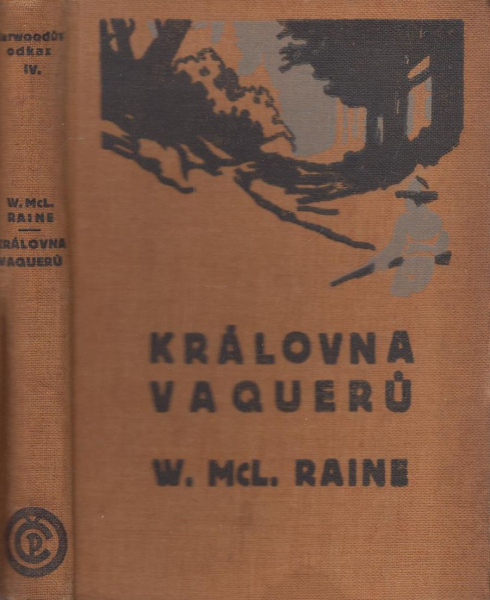 odkaz
IV.
W. McL.
RAINE
KRÁLOVNA
VAQUERŮ
KRÁLOVNA
VAQUERŮ
W. McL. RAINE